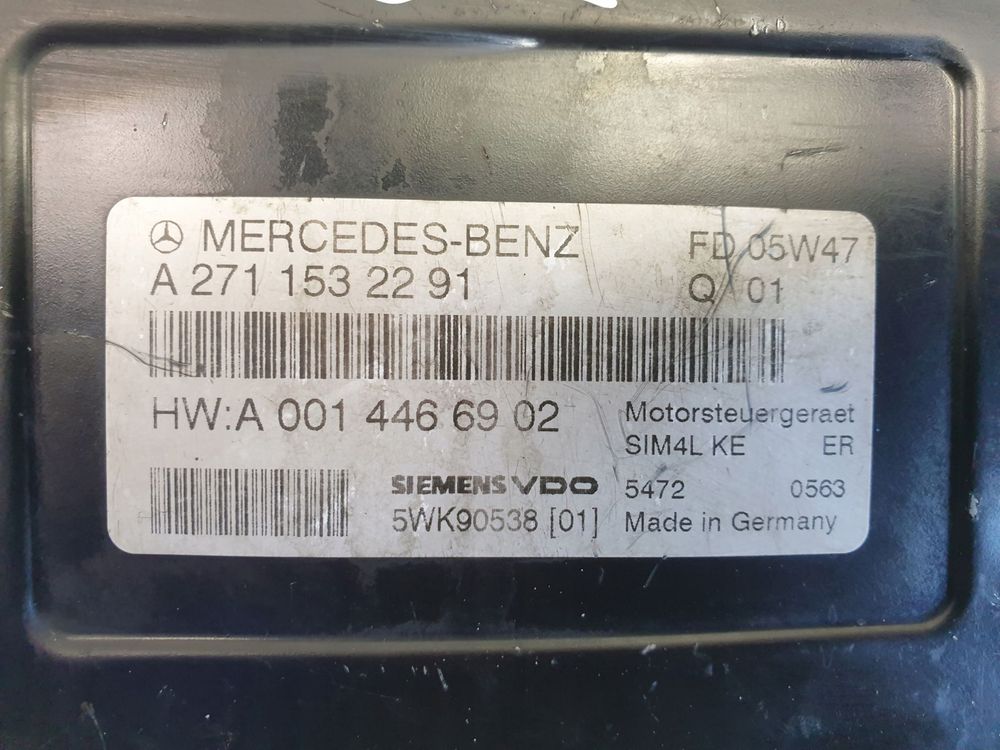 MERCEDES-BENZ FD 05W47
A 271 153 22 91 Q 01
HW:A 001 446 69 02 Motorsteuergeraet
SIM4L KE ER
SIEMENS VDO 5472 0563
5WK90538 [01] Made in Germany